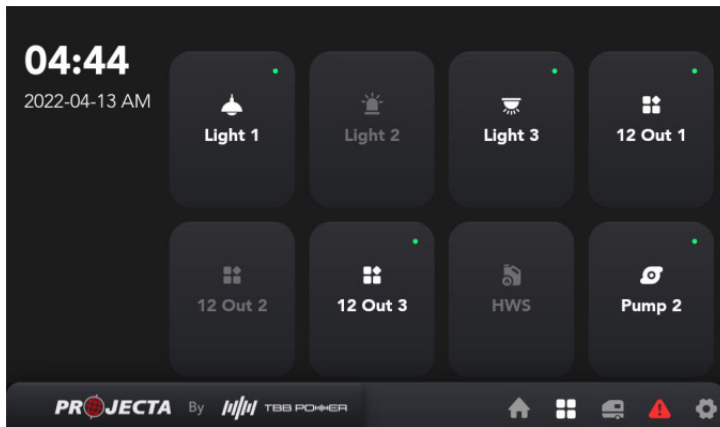 04:44
2022-04-13 AM
Light 1
Light 2
Light 3
12 Out 1
12 Out 2
12 Out 3
HWS
Pump 2
PROJECTA By TBB POWER